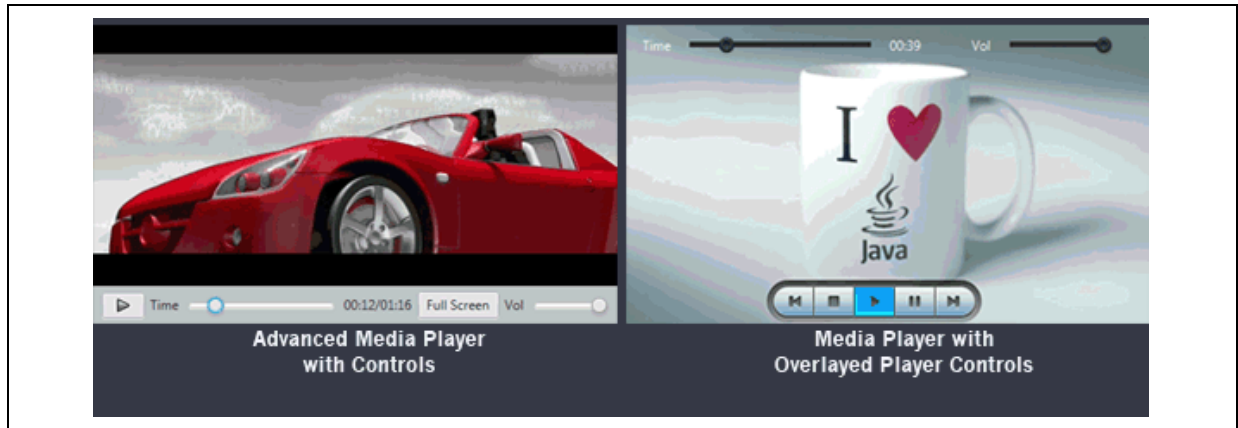 Time 00:39 Vol
I
Java
Time 00:12/01:16 Full Screen Vol
Advanced Media Player
with Controls
Media Player with
Overlayed Player Controls